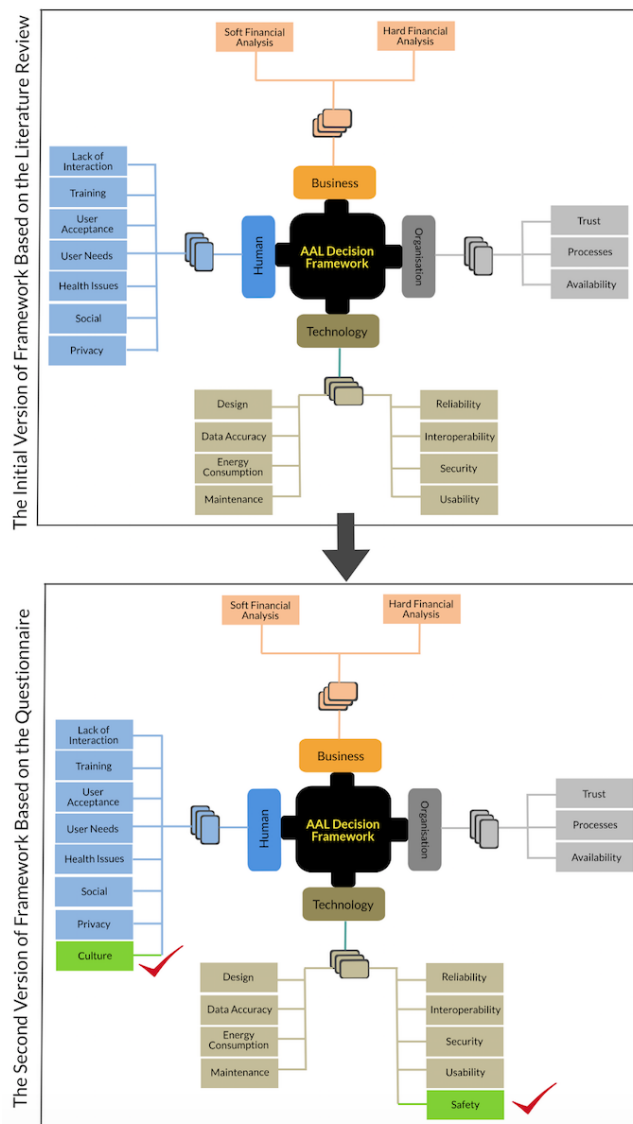 The Initial Version of Framework Based on the Literature Review
Soft Financial
Analysis
Hard Financial
Analysis
Business
Lack of
Interaction
Training
User
Acceptance
User Needs
Health Issues
Social
Privacy
Human
AAL Decision
Framework
Organisation
Trust
Processes
Availability
Technology
Design
Data Accuracy
Energy
Consumption
Maintenance
Reliability
Interoperability
Security
Usability
The Second Version of Framework Based on the Questionnaire
Soft Financial
Analysis
Hard Financial
Analysis
Business
Lack of
Interaction
Training
User
Acceptance
User Needs
Health Issues
Social
Privacy
Culture
Human
AAL Decision
Framework
Organisation
Trust
Processes
Availability
Technology
Design
Data Accuracy
Energy
Consumption
Maintenance
Reliability
Interoperability
Security
Usability
Safety